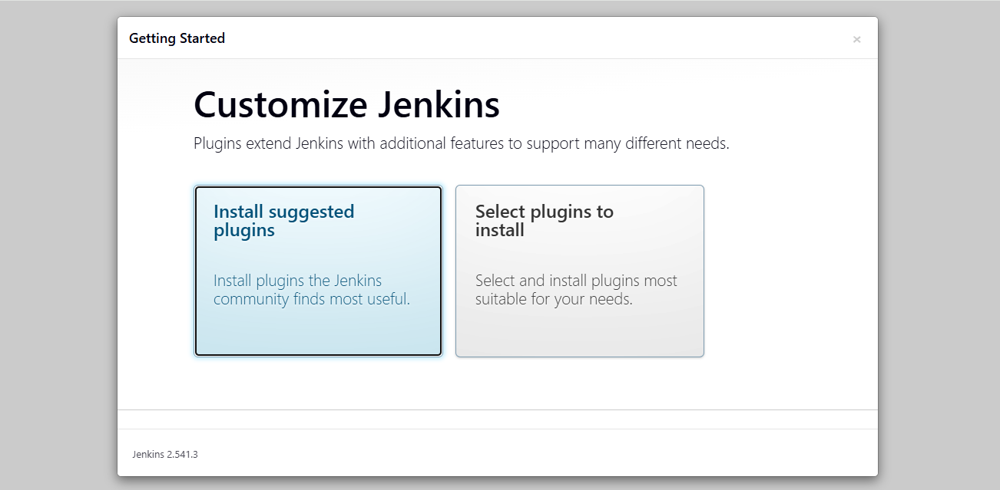 Getting Started
×
Customize Jenkins
Plugins extend Jenkins with additional features to support many different needs.
Install suggested
plugins
Install plugins the Jenkins
community finds most useful.
Select plugins to
install
Select and install plugins most
suitable for your needs.
Jenkins 2.541.3